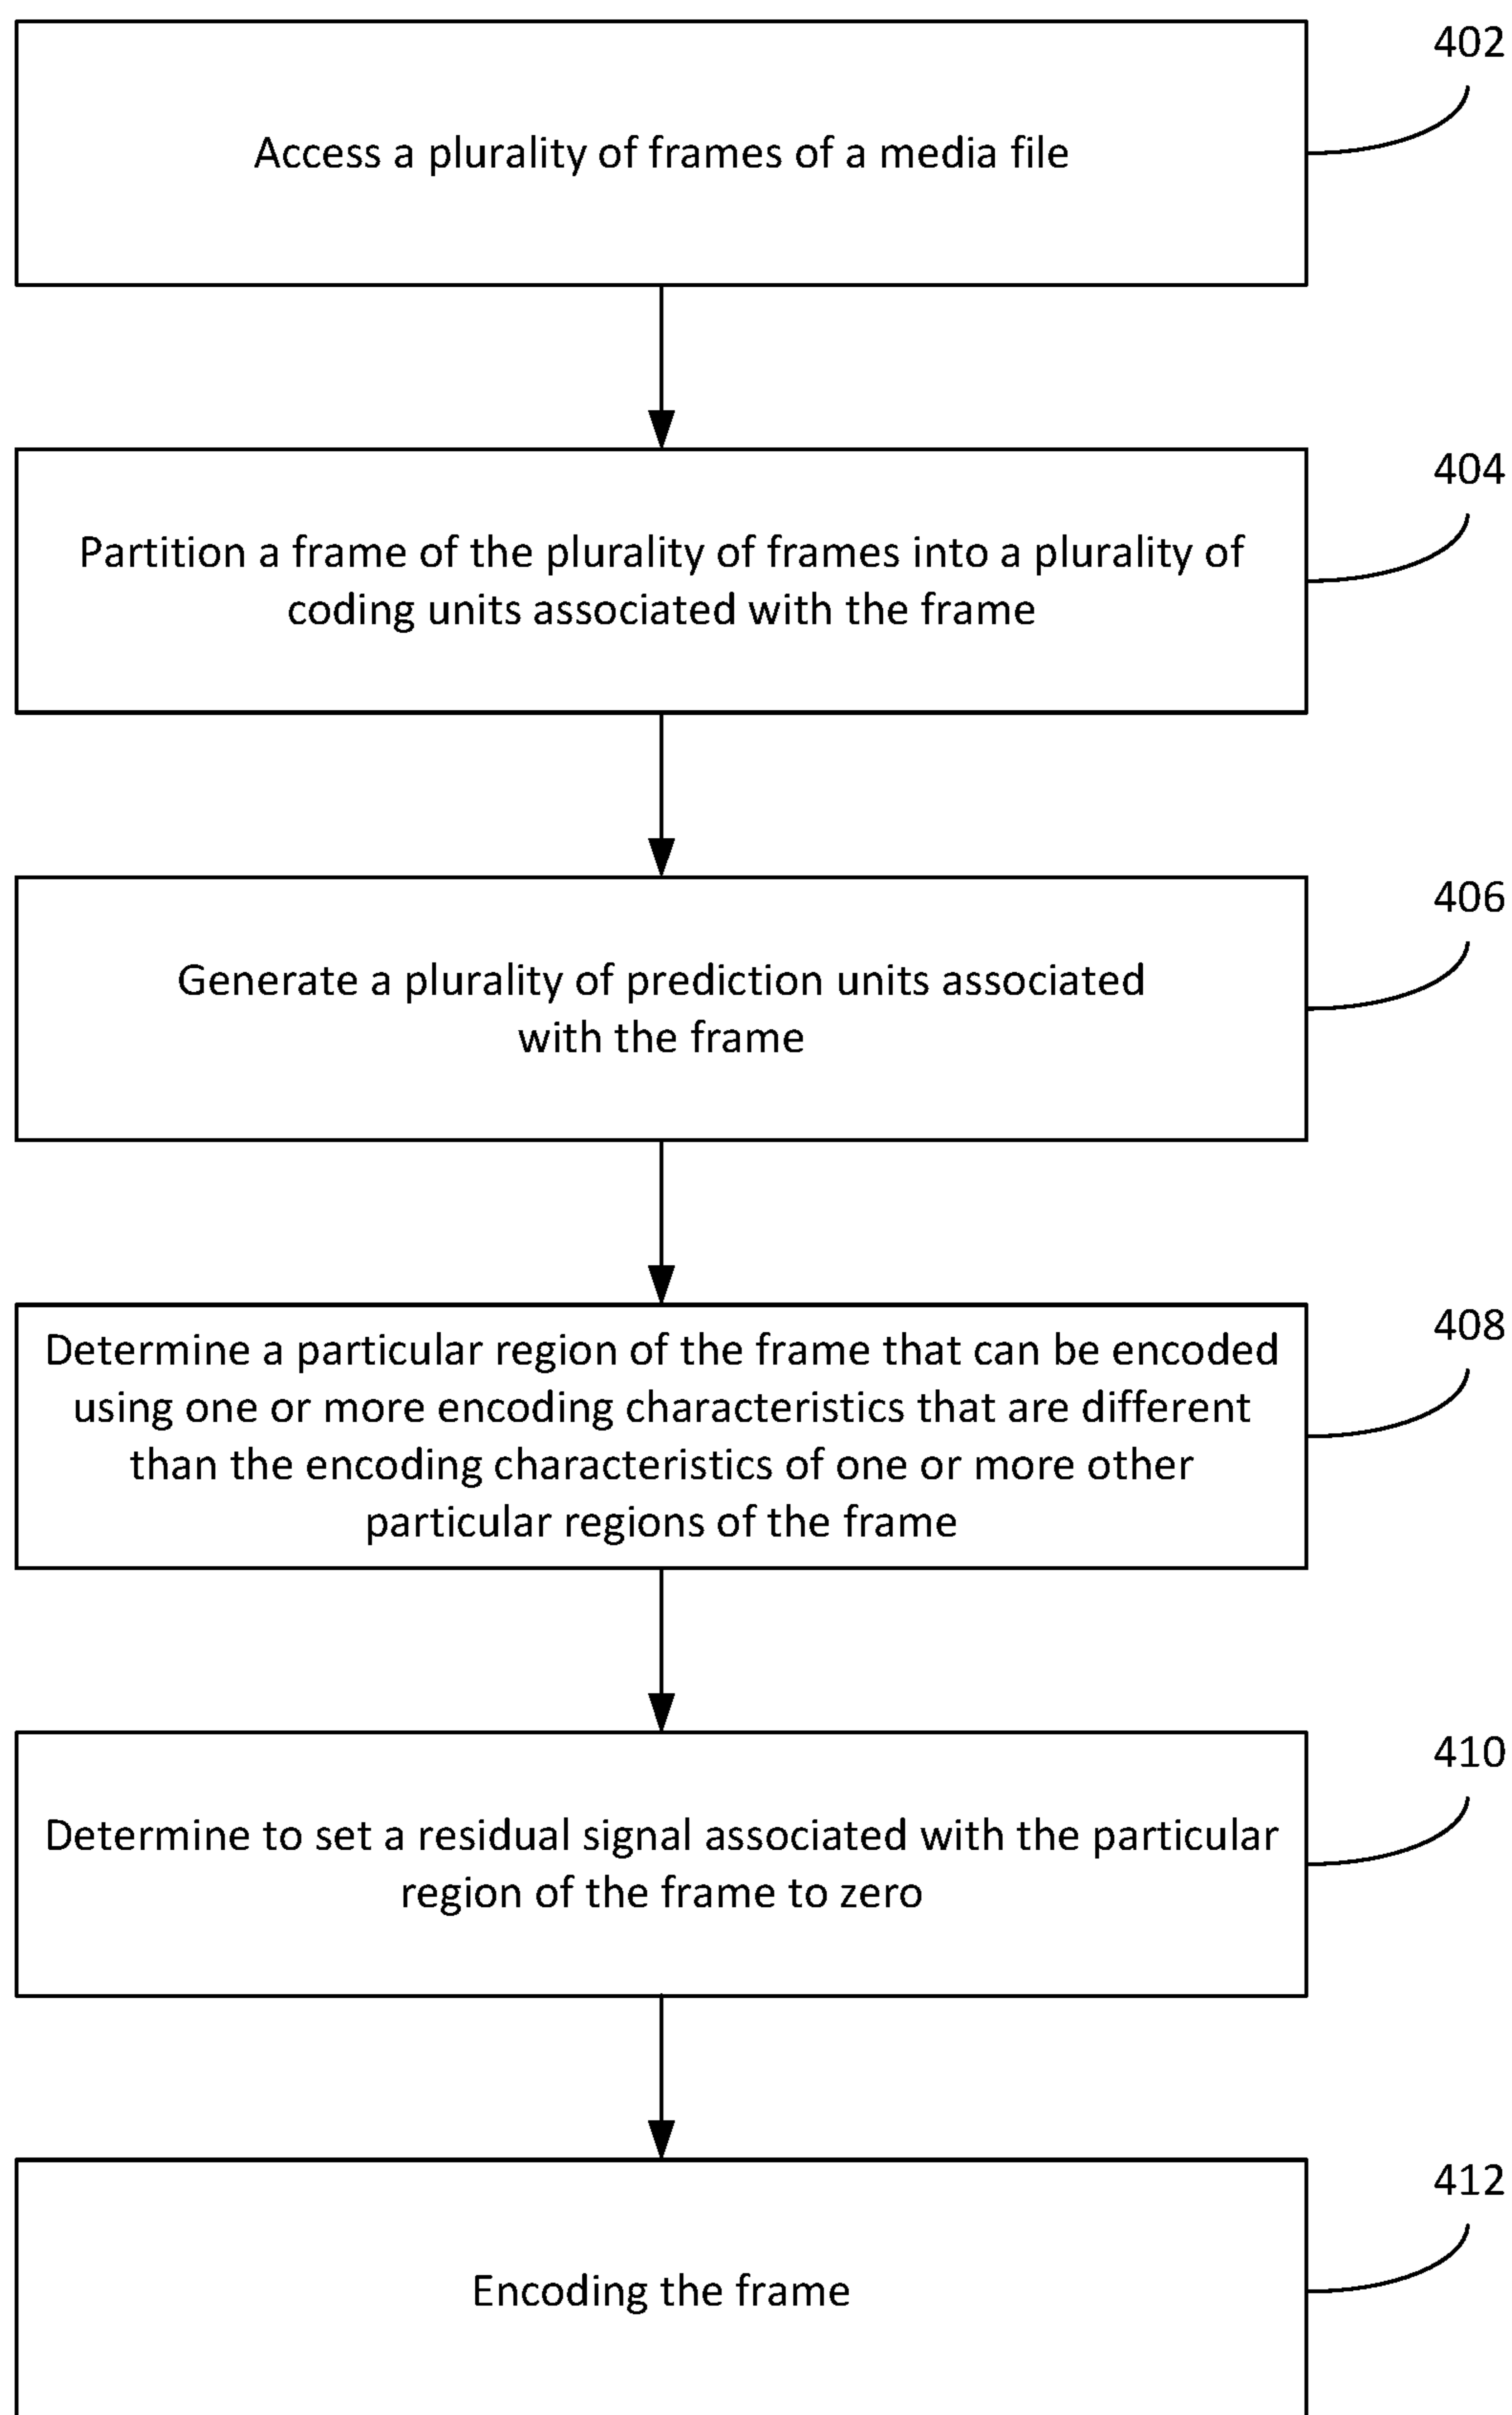 402
Access a plurality of frames of a media file
404
Partition a frame of the plurality of frames into a plurality of
coding units associated with the frame
406
Generate a plurality of prediction units associated
with the frame
408
Determine a particular region of the frame that can be encoded
using one or more encoding characteristics that are different
than the encoding characteristics of one or more other
particular regions of the frame
410
Determine to set a residual signal associated with the particular
region of the frame to zero
412
Encoding the frame